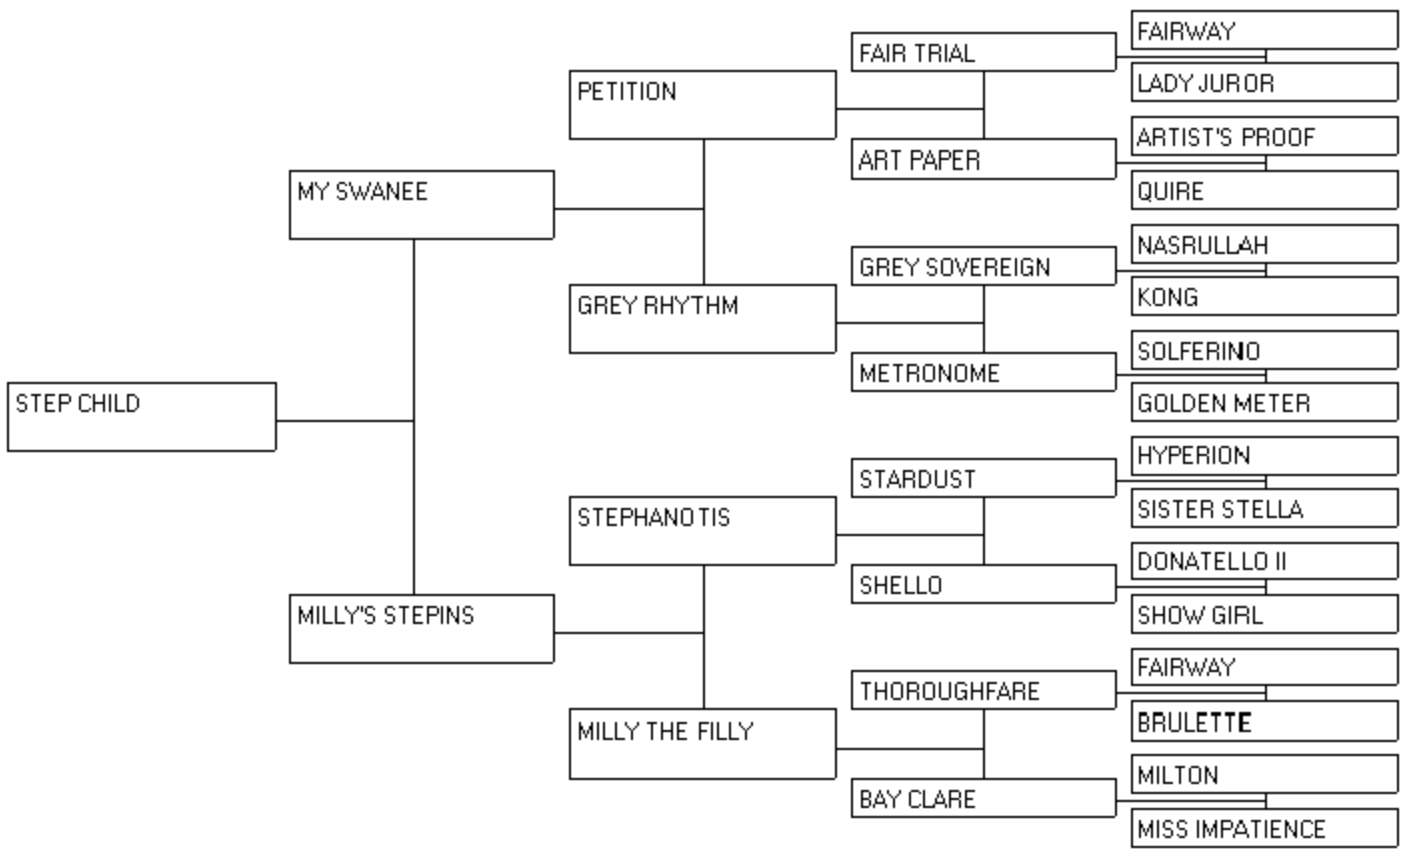 FAIRWAY
FAIR TRIAL
LADY JUROR
PETITION
ARTIST'S PROOF
ART PAPER
QUIRE
MY SWANEE
NASRULLAH
GREY SOVEREIGN
KONG
GREY RHYTHM
SOLFERINO
METRONOME
GOLDEN METER
STEP CHILD
HYPERION
STARDUST
SISTER STELLA
STEPHANOTIS
DONATELLO II
SHELLO
SHOW GIRL
MILLY'S STEPINS
FAIRWAY
THOROUGHFARE
BRULETTE
MILLY THE FILLY
MILTON
BAY CLARE
MISS IMPATIENCE